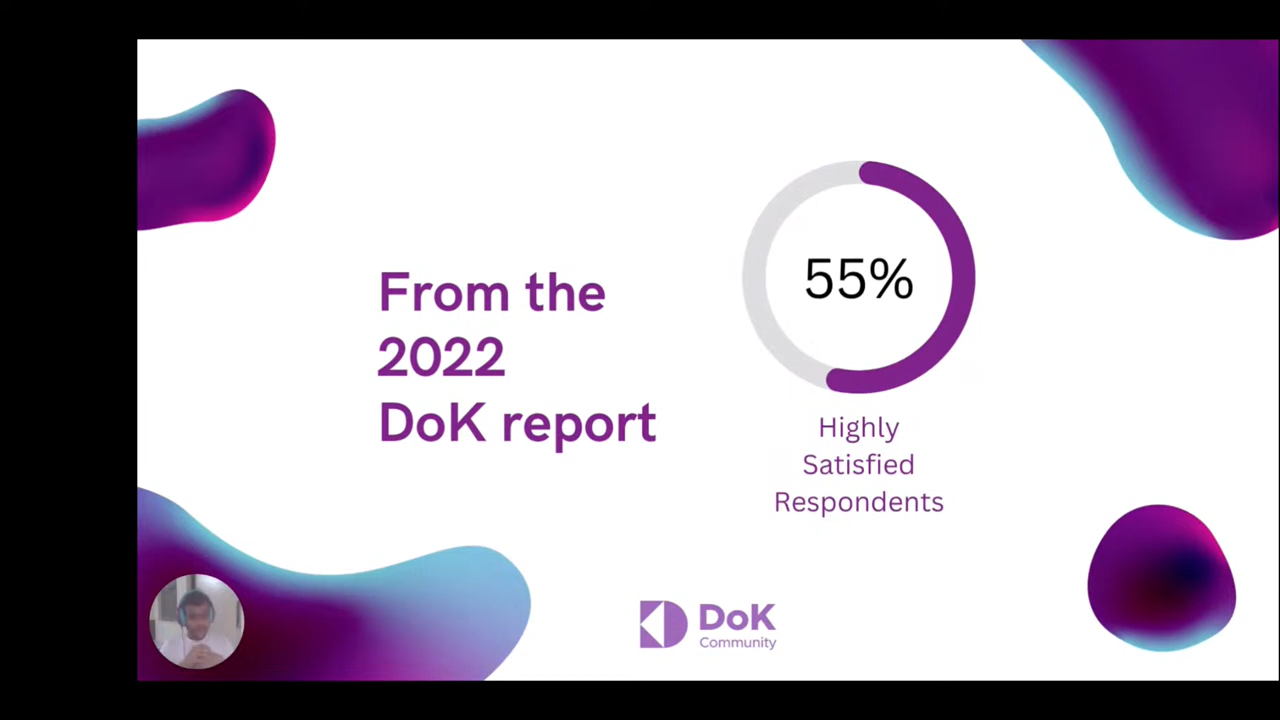 From the
2022
DoK report
55%
Highly
Satisfied
Respondents
DoK
Community